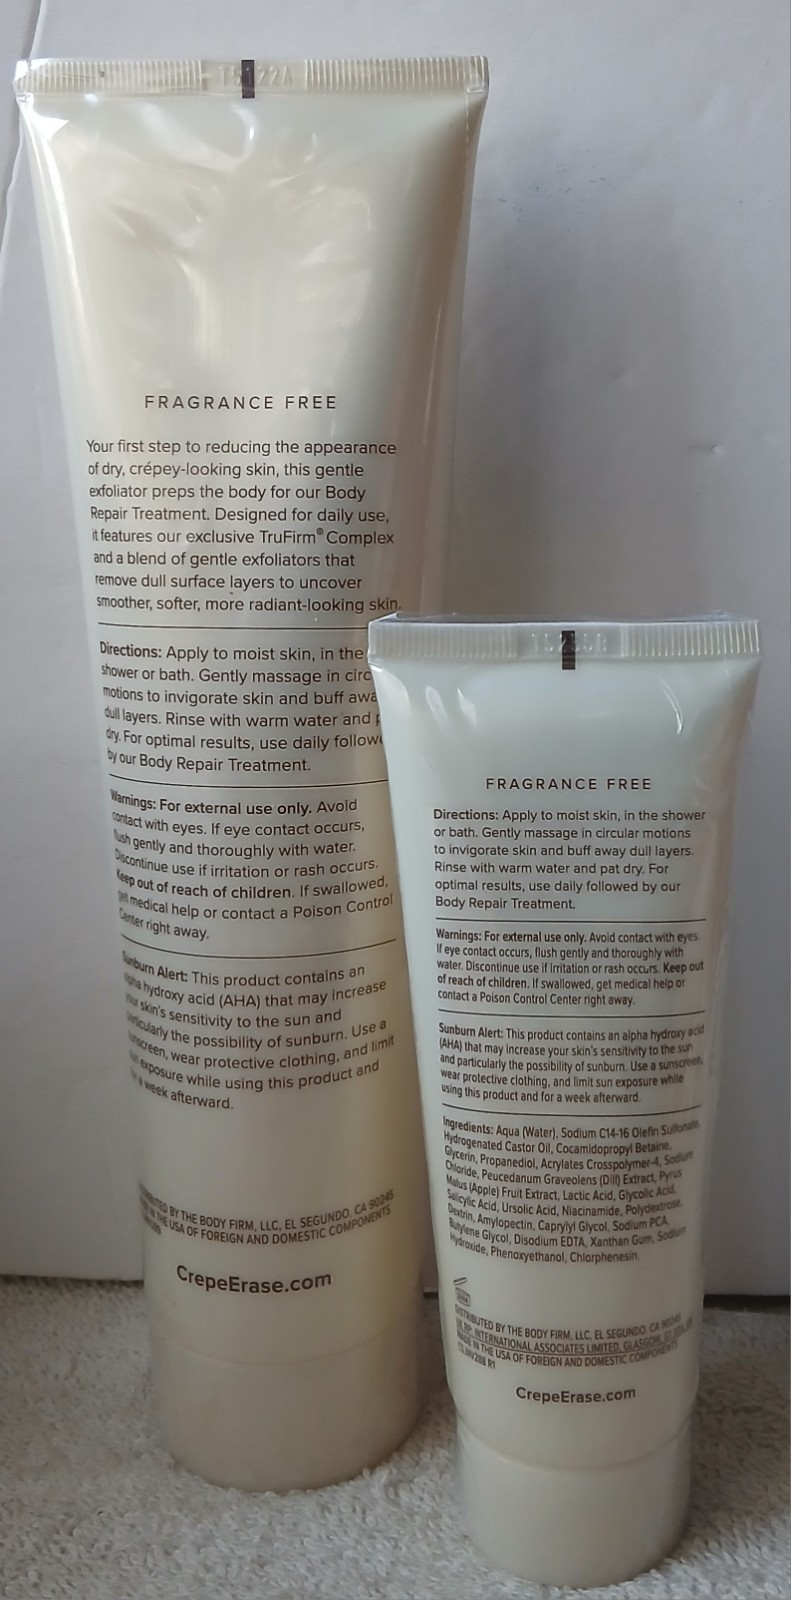 FRAGRANCE FREE
Your first step to reducing the appearance
of dry, crépey-looking skin, this gentle
exfoliator preps the body for our Body
Repair Treatment. Designed for daily use,
it features our exclusive TruFirm® Complex
and a blend of gentle exfoliators that
remove dull surface layers to uncover
smoother, softer, more radiant-looking skin.
Directions: Apply to moist skin, in the
shower or bath. Gently massage in circ
motions to invigorate skin and buff awa
dull layers. Rinse with warm water and p
dry. For optimal results, use daily followe
by our Body Repair Treatment.
Warnings: For external use only. Avoid
contact with eyes. If eye contact occurs,
flush gently and thoroughly with water.
Discontinue use if irritation or rash occurs.
Keep out of reach of children. If swallowed,
get medical help or contact a Poison Control
Center right away.
Sunburn Alert: This product contains an
alpha hydroxy acid (AHA) that may increase
your skin's sensitivity to the sun and
particularly the possibility of sunburn. Use a
sunscreen, wear protective clothing, and limit
sun exposure while using this product and
for a week afterward.
DISTRIBUTED BY THE BODY FIRM, LLC, EL SEGUNDO, CA 90245
MADE IN THE USA OF FOREIGN AND DOMESTIC COMPONENTS
CrepeErase.com
FRAGRANCE FREE
Directions: Apply to moist skin, in the shower
or bath. Gently massage in circular motions
to invigorate skin and buff away dull layers.
Rinse with warm water and pat dry. For
optimal results, use daily followed by our
Body Repair Treatment.
Warnings: For external use only. Avoid contact with eyes.
If eye contact occurs, flush gently and thoroughly with
water. Discontinue use if irritation or rash occurs. Keep out
of reach of children. If swallowed, get medical help or
contact a Poison Control Center right away.
Sunburn Alert: This product contains an alpha hydroxy acid
(AHA) that may increase your skin's sensitivity to the sun
and particularly the possibility of sunburn. Use a sunscreen,
wear protective clothing, and limit sun exposure while
using this product and for a week afterward.
Ingredients: Aqua (Water), Sodium C14-16 Olefin Sulfonate,
Hydrogenated Castor Oil, Cocamidopropyl Betaine,
Glycerin, Propanediol, Acrylates Crosspolymer-4, Sodium
Chloride, Peucedanum Graveolens (Dill) Extract, Pyrus
Malus (Apple) Fruit Extract, Lactic Acid, Glycolic Acid,
Salicylic Acid, Ursolic Acid, Niacinamide, Polydextrose,
Dextrin, Amylopectin, Caprylyl Glycol, Sodium PCA,
Butylene Glycol, Disodium EDTA, Xanthan Gum, Sodium
Hydroxide, Phenoxyethanol, Chlorphenesin.
DISTRIBUTED BY THE BODY FIRM, LLC, EL SEGUNDO, CA 90245
UK RP, INTERNATIONAL ASSOCIATES LIMITED, GLASGOW,
MADE IN THE USA OF FOREIGN AND DOMESTIC COMPONENTS
CrepeErase.com